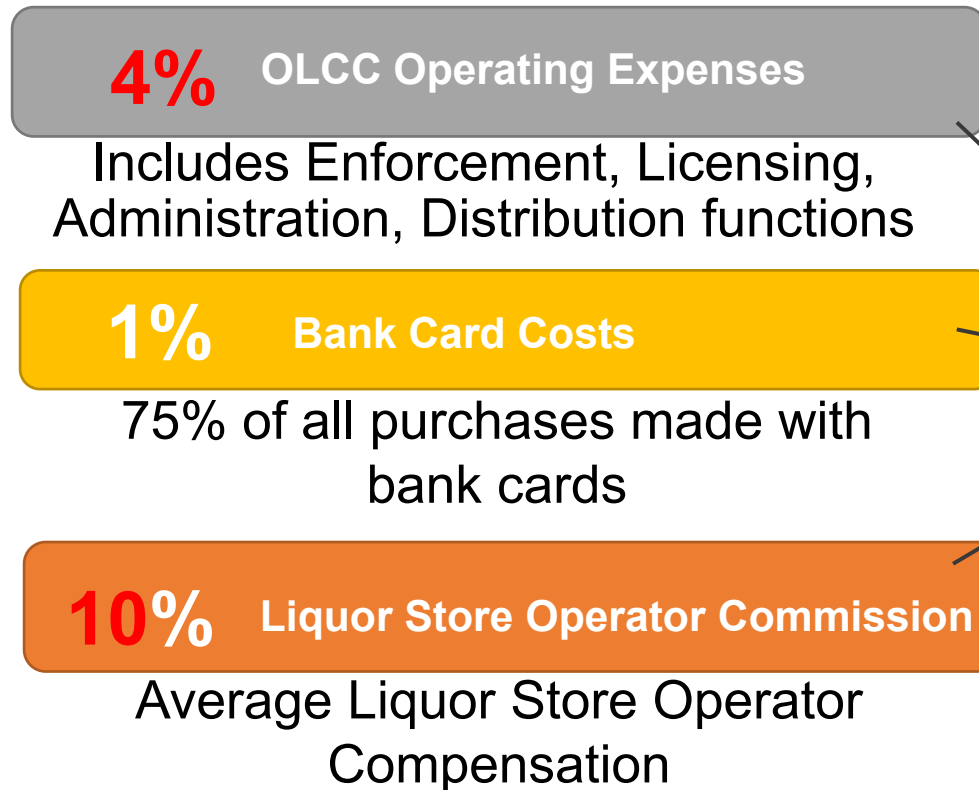 4% OLCC Operating Expenses
Includes Enforcement, Licensing,
Administration, Distribution functions
1% Bank Card Costs
75% of all purchases made with
bank cards
10% Liquor Store Operator Commission
Average Liquor Store Operator
Compensation